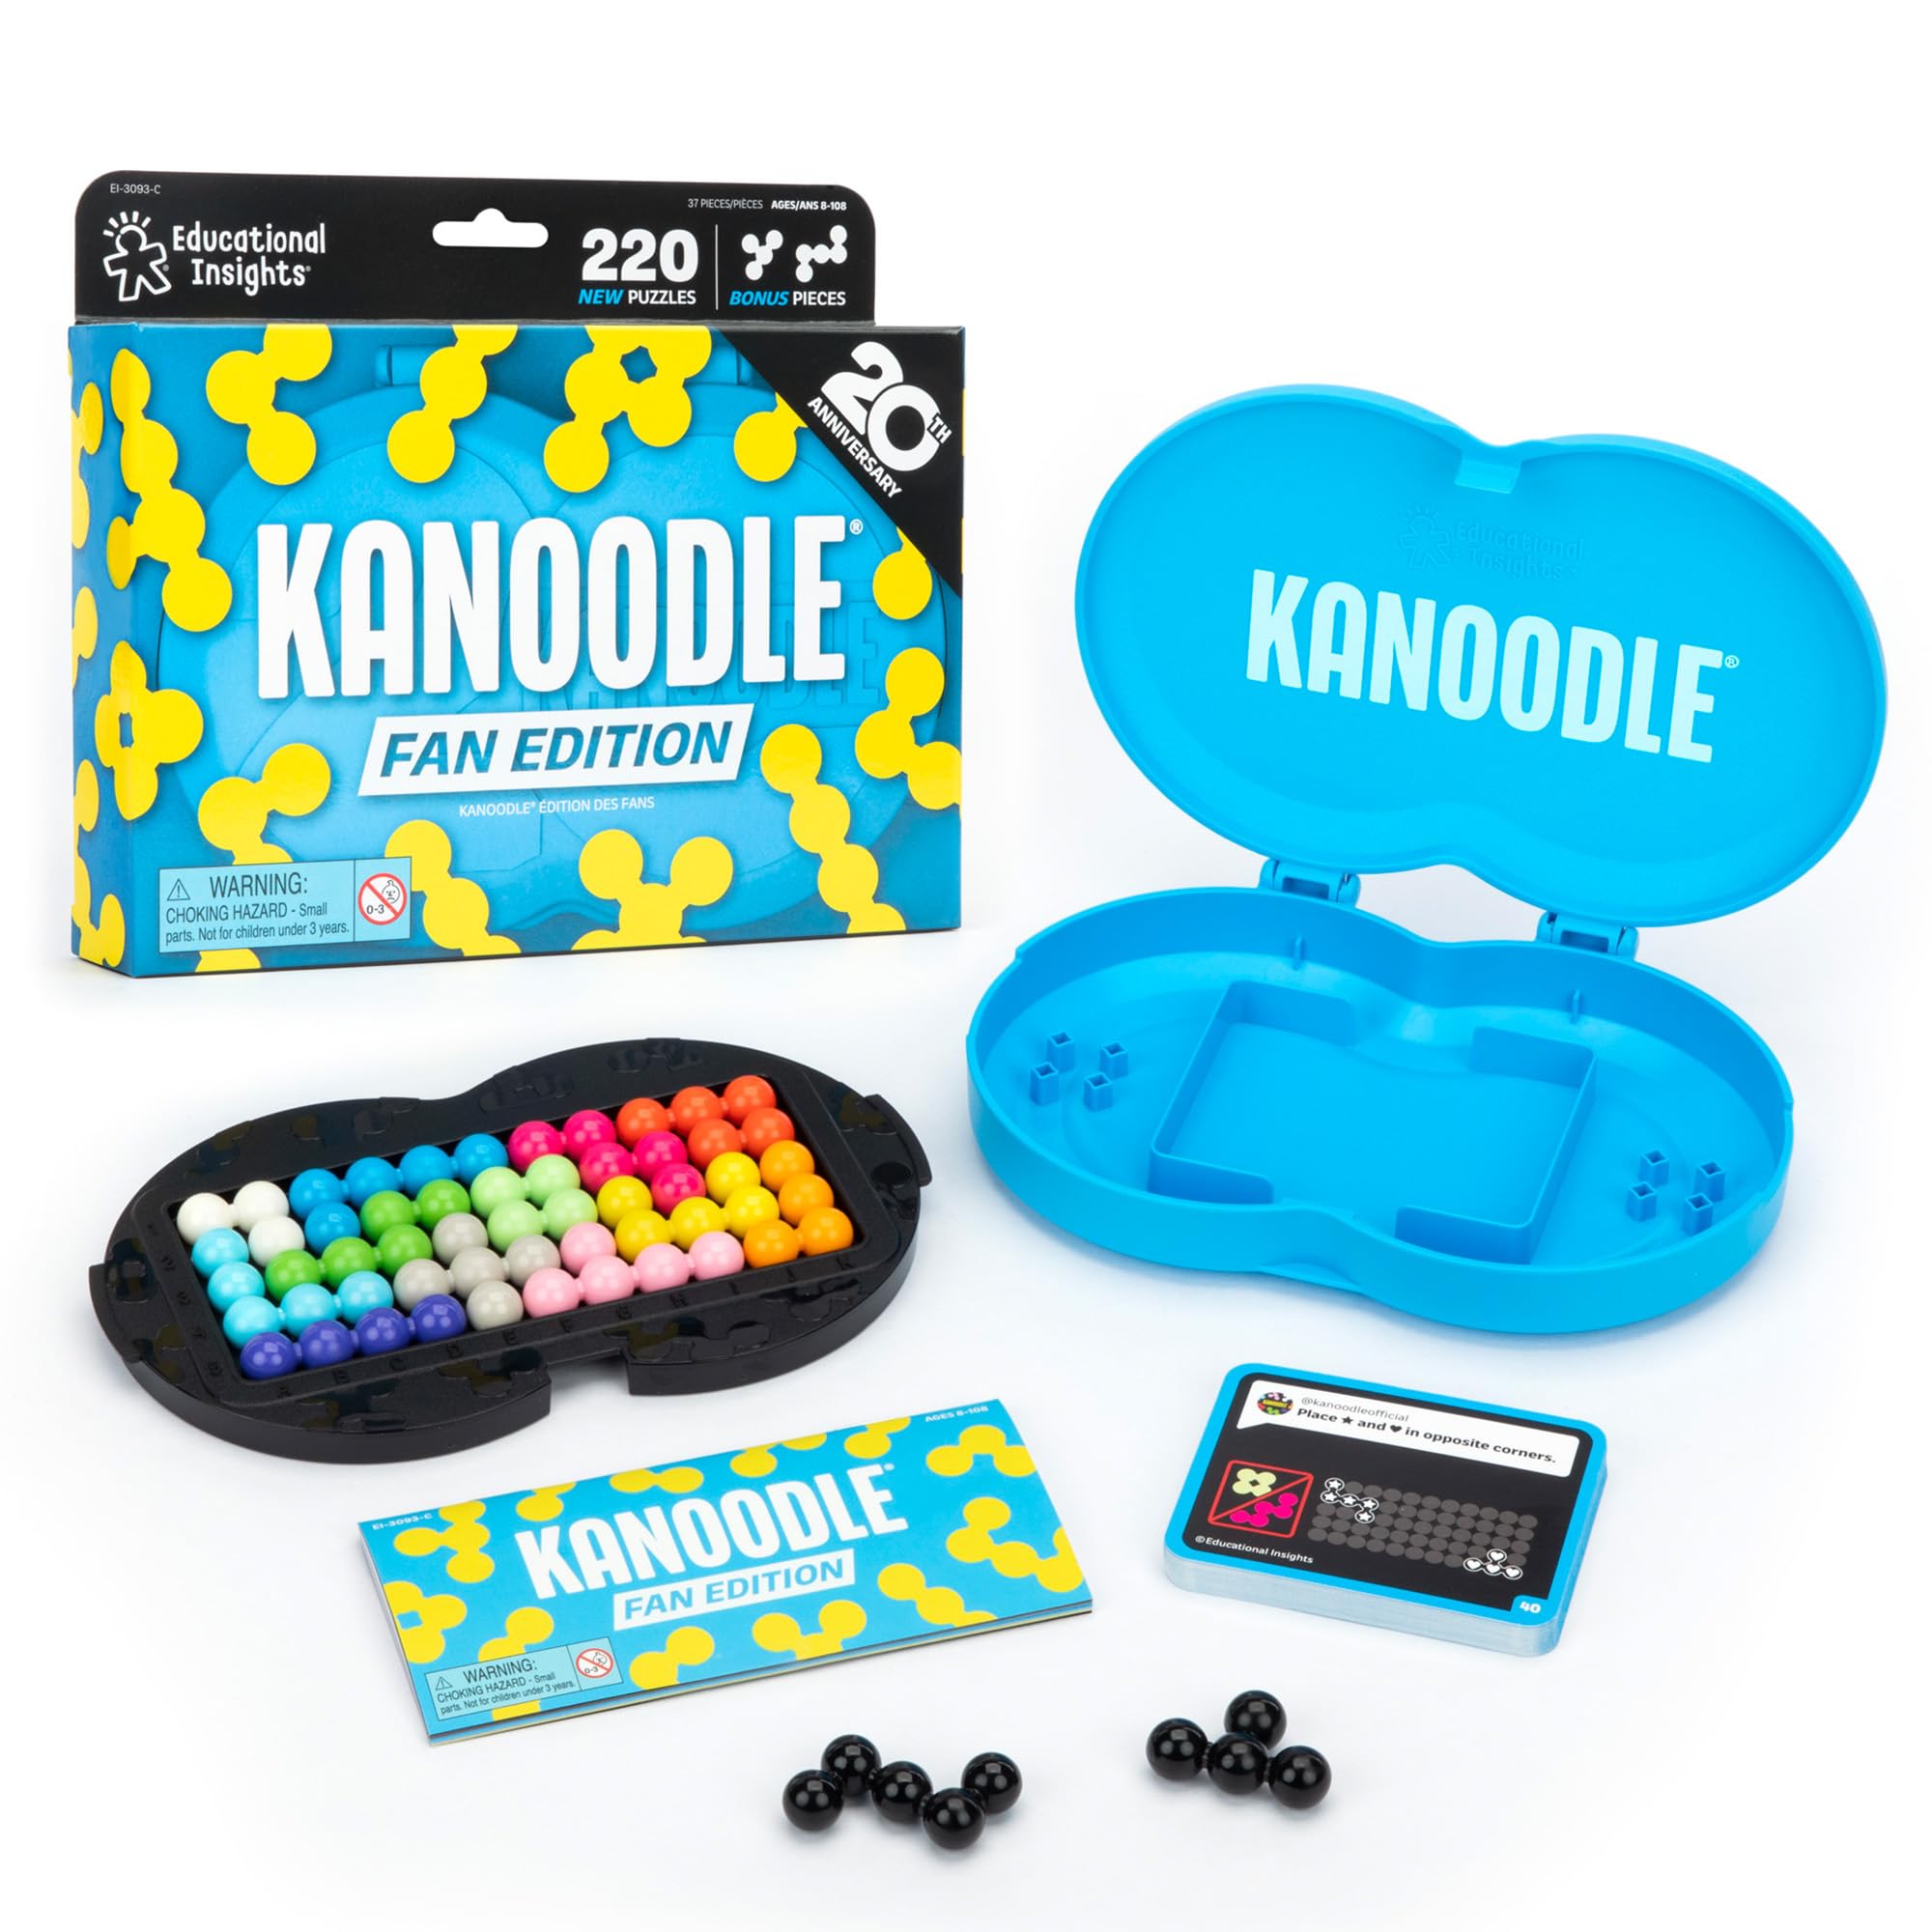 EI-3093-C
37 PIECES/PIÈCES AGES/ANS 8-108
Educational
Insights
220
NEW PUZZLES
BONUS PIECES
20TH
ANNIVERSARY
KANOODLE®
FAN EDITION
KANOODLE® ÉDITION DES FANS
⚠ WARNING:
CHOKING HAZARD - Small
parts. Not for children under 3 years.
0-3
Educational
Insights
KANOODLE®
@kanoodleofficial
Place ★ and ♥ in opposite corners.
©Educational Insights
40
EI-3093-C
AGES 8-108
KANOODLE®
FAN EDITION
⚠ WARNING:
CHOKING HAZARD - Small
parts. Not for children under 3 years.
0-3